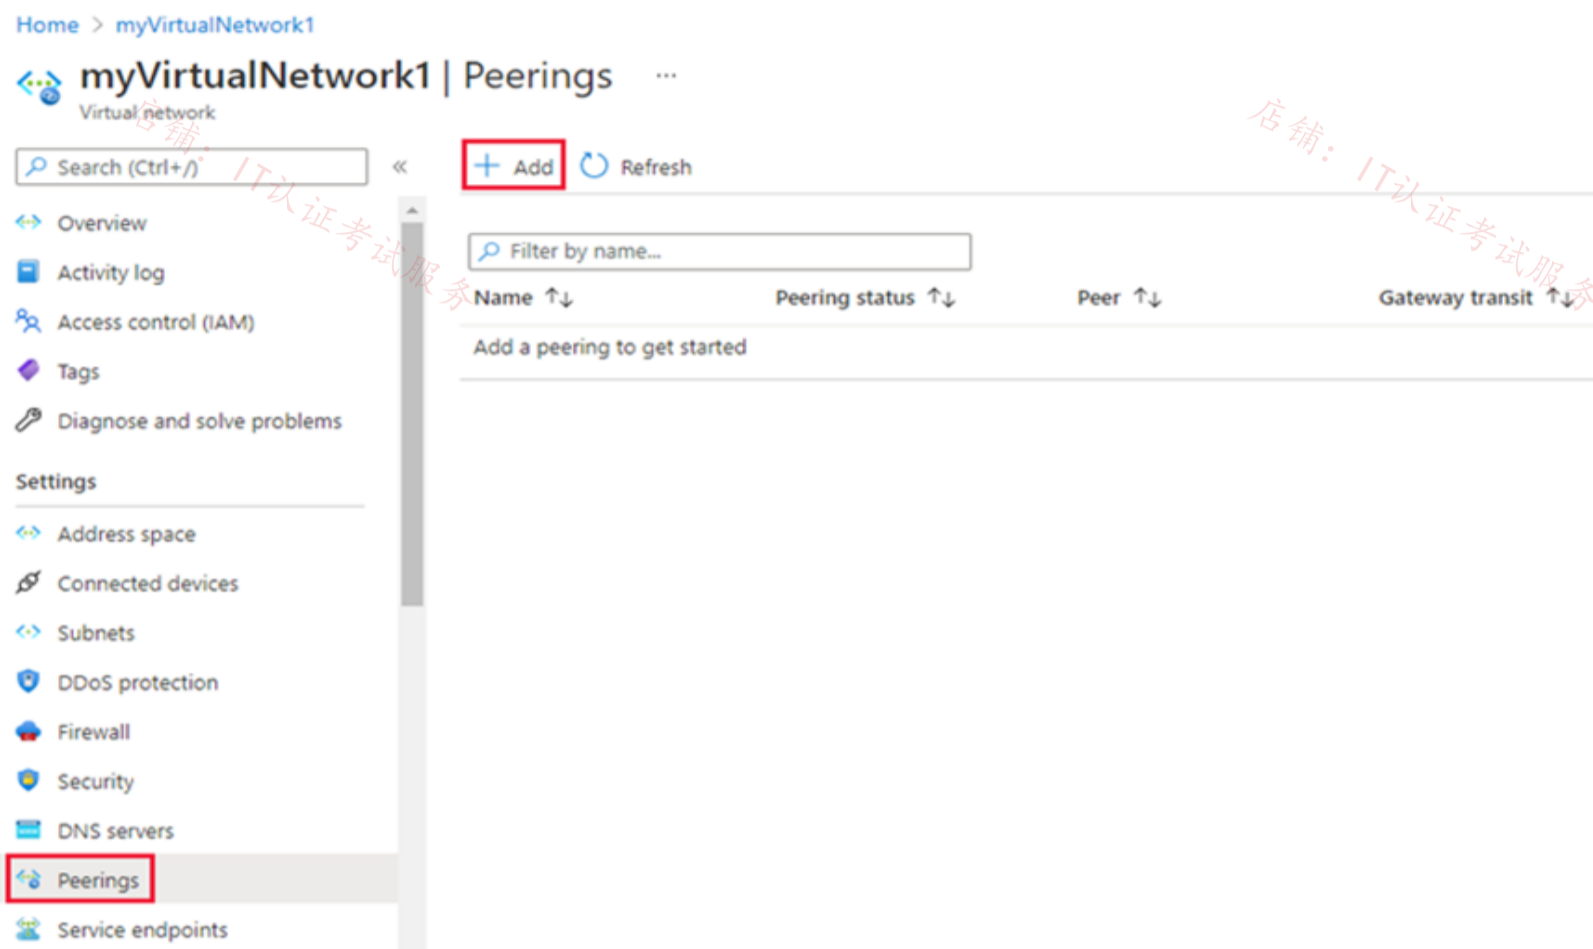 Home > myVirtualNetwork1
myVirtualNetwork1 | Peerings ...
Virtual network
Search (Ctrl+/) «
+ Add Refresh
Overview
Activity log
Access control (IAM)
Tags
Diagnose and solve problems
Settings
Address space
Connected devices
Subnets
DDoS protection
Firewall
Security
DNS servers
Peerings
Service endpoints
Filter by name...
Name ↑↓ Peering status ↑↓ Peer ↑↓ Gateway transit ↑↓
Add a peering to get started
店铺：IT认证考试服务
店铺：IT认证考试服务